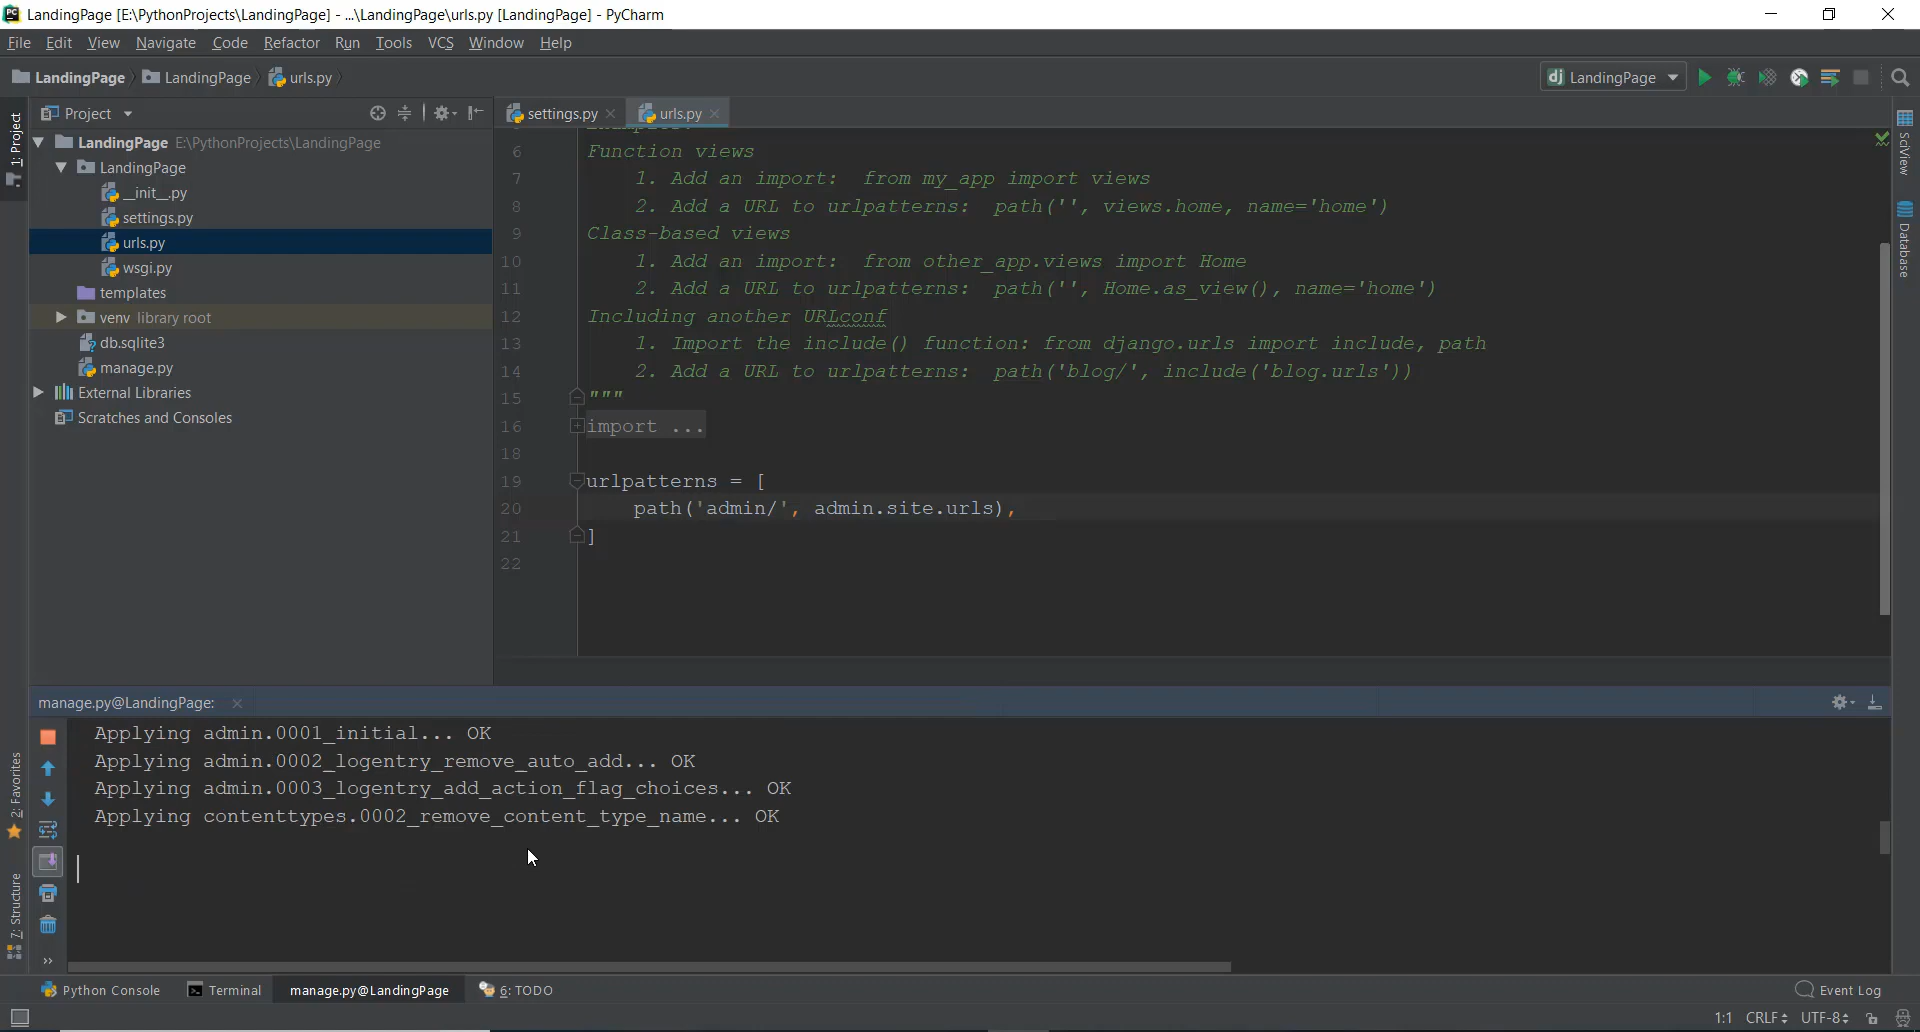 LandingPage [E:\PythonProjects\LandingPage] - ...\LandingPage\urls.py [LandingPage] - PyCharm
File Edit View Navigate Code Refactor Run Tools VCS Window Help
LandingPage LandingPage urls.py
dj LandingPage
1: Project
Project
settings.py urls.py
LandingPage E:\PythonProjects\LandingPage
LandingPage
__init__.py
settings.py
urls.py
wsgi.py
templates
venv library root
db.sqlite3
manage.py
External Libraries
Scratches and Consoles
6 Function views
7 1. Add an import:  from my_app import views
8 2. Add a URL to urlpatterns:  path('', views.home, name='home')
9 Class-based views
10 1. Add an import:  from other_app.views import Home
11 2. Add a URL to urlpatterns:  path('', Home.as_view(), name='home')
12 Including another URLconf
13 1. Import the include() function: from django.urls import include, path
14 2. Add a URL to urlpatterns:  path('blog/', include('blog.urls'))
15 """
16 import ...
18
19 urlpatterns = [
20 path('admin/', admin.site.urls),
21 ]
22
SciView
Database
manage.py@LandingPage:
Applying admin.0001_initial... OK
Applying admin.0002_logentry_remove_auto_add... OK
Applying admin.0003_logentry_add_action_flag_choices... OK
Applying contenttypes.0002_remove_content_type_name... OK
2: Favorites
7: Structure
Python Console Terminal manage.py@LandingPage 6: TODO Event Log
1:1 CRLF UTF-8